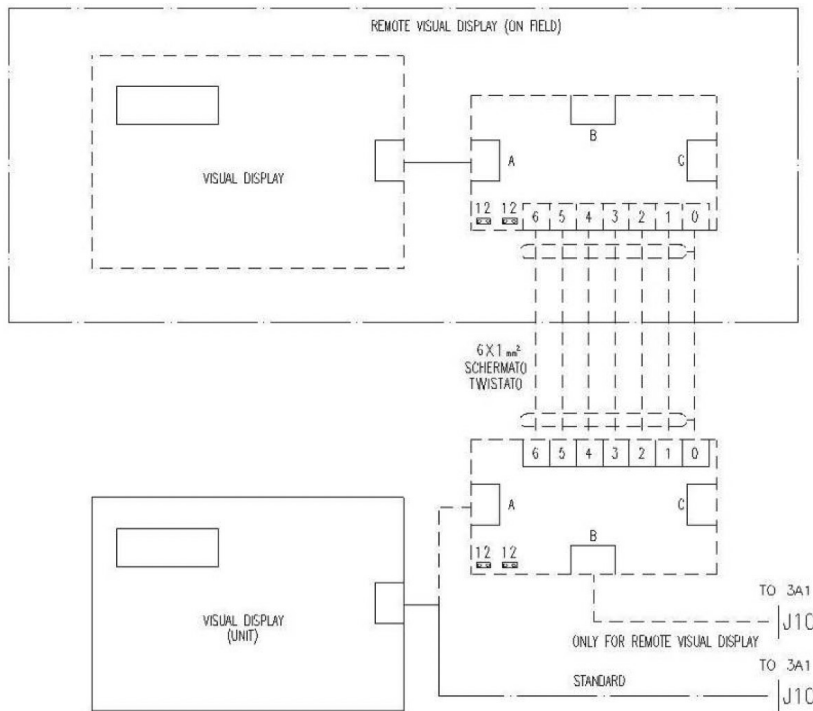 REMOTE VISUAL DISPLAY (ON FIELD)
VISUAL DISPLAY
A
B
C
12 12
6 5 4 3 2 1 0
6X1 mm²
SCHERMATO
TWISTATO
6 5 4 3 2 1 0
A
C
B
12 12
VISUAL DISPLAY
(UNIT)
TO 3A1
J10
ONLY FOR REMOTE VISUAL DISPLAY
TO 3A1
STANDARD
J10